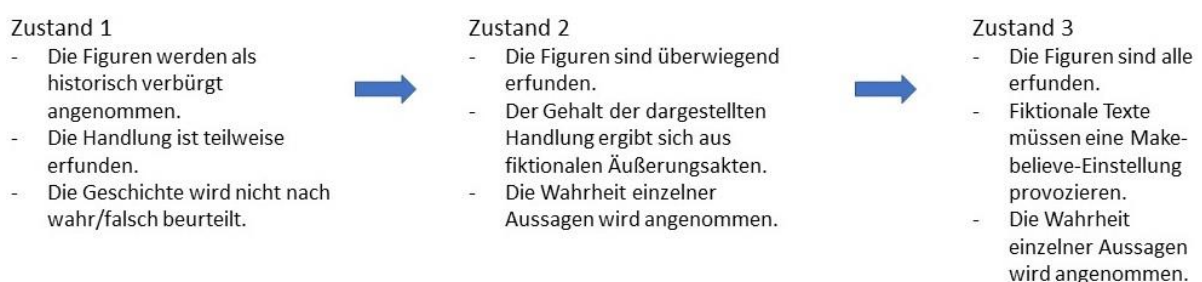 Zustand 1
- Die Figuren werden als
historisch verbürgt
angenommen.
- Die Handlung ist teilweise
erfunden.
- Die Geschichte wird nicht nach
wahr/falsch beurteilt.
Zustand 2
- Die Figuren sind überwiegend
erfunden.
- Der Gehalt der dargestellten
Handlung ergibt sich aus
fiktionalen Äußerungsakten.
- Die Wahrheit einzelner
Aussagen wird angenommen.
Zustand 3
- Die Figuren sind alle
erfunden.
- Fiktionale Texte
müssen eine Make-
believe-Einstellung
provozieren.
- Die Wahrheit
einzelner Aussagen
wird angenommen.